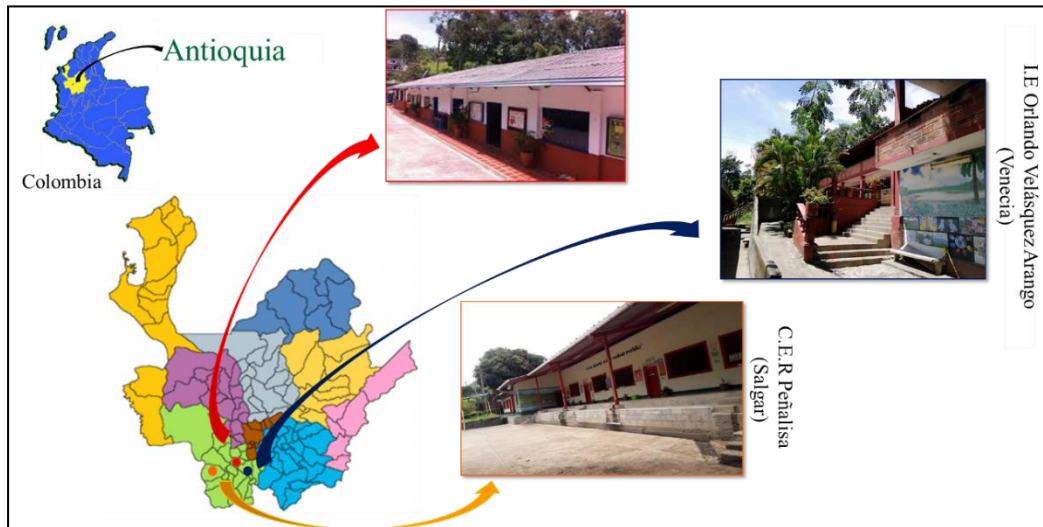 Antioquia
Colombia
I.E Orlando Velásquez Arango
(Venecia)
C.E.R Peñalisa
(Salgar)